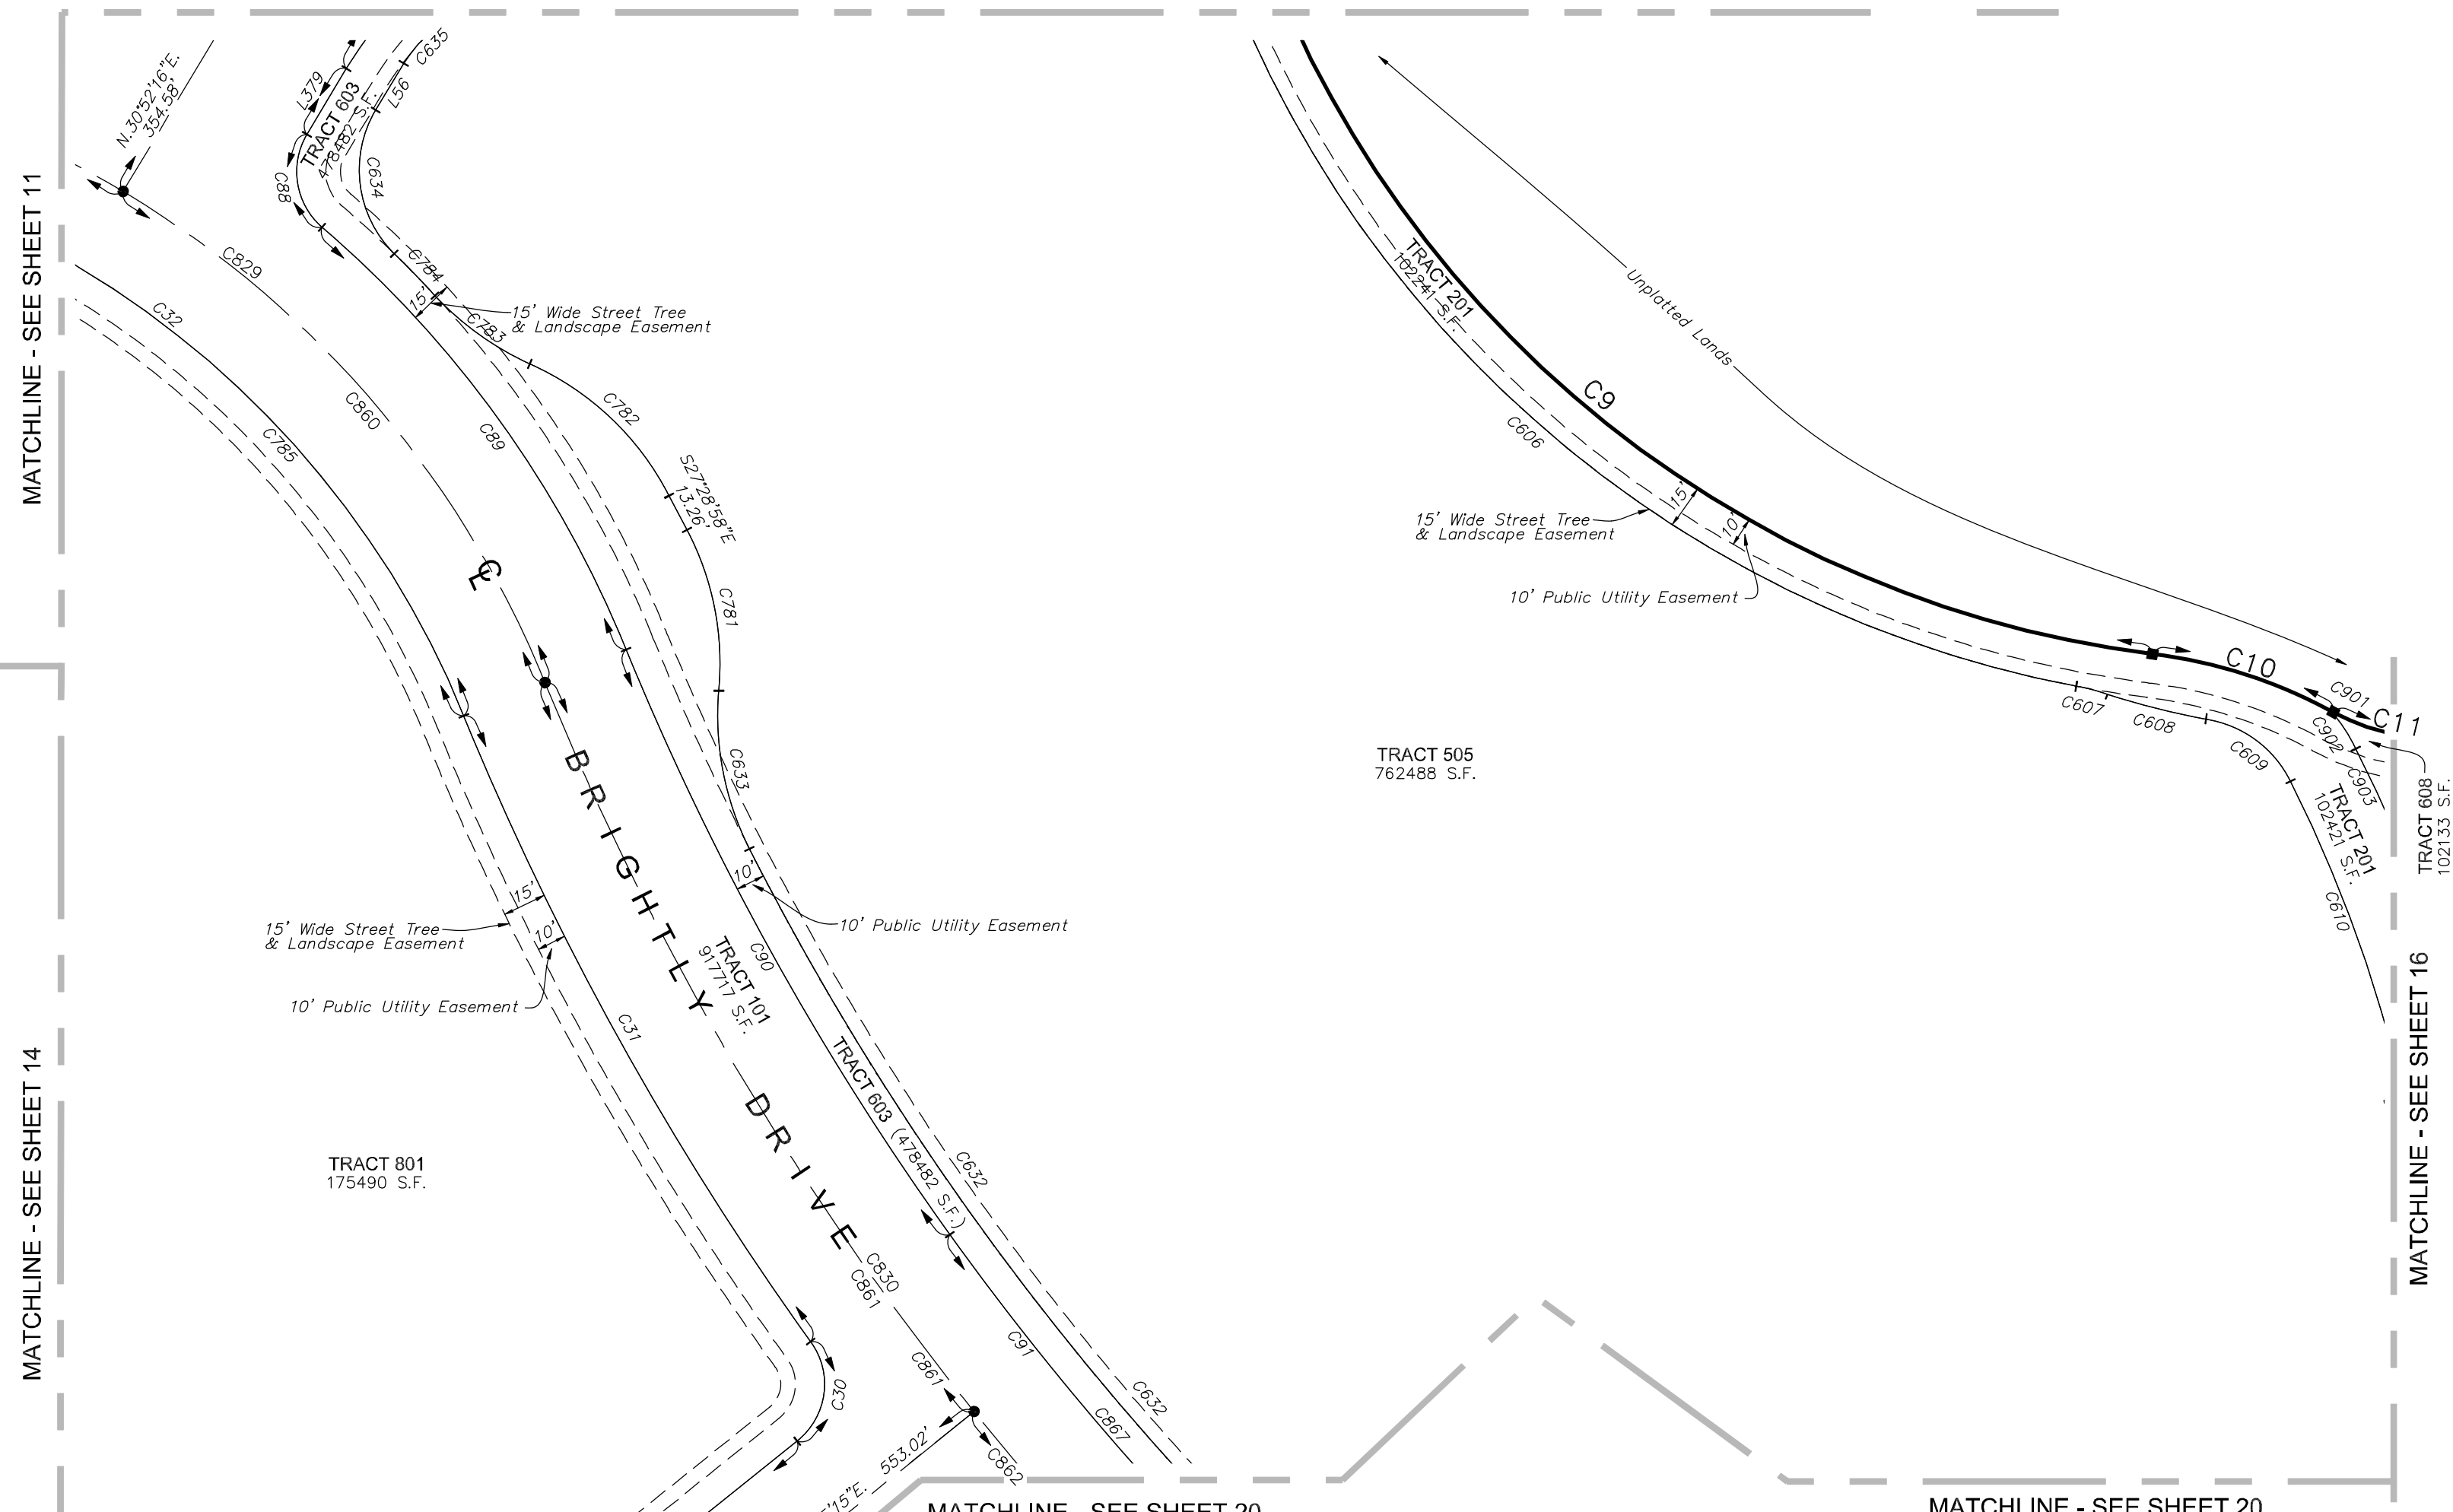 MATCHLINE - SEE SHEET 11
MATCHLINE - SEE SHEET 14
N.30°52'16"E.
354.58'
L379
TRACT 603
478482 S.F.
C635
L56
C634
C88
C829
C784
15'
15' Wide Street Tree
& Landscape Easement
C783
C32
C860
C785
C89
C782
S27°28'58"E
13.26'
C781
C633
℄
BRIGHTLY DRIVE
15'
15' Wide Street Tree
& Landscape Easement
10'
10' Public Utility Easement
10'
10' Public Utility Easement
C90
TRACT 101
917717 S.F.
C31
TRACT 603 (478482 S.F.)
C632
TRACT 801
175490 S.F.
C830
C861
C861
C91
C30
C632
C867
C862
553.02'
'15"E.
Unplatted Lands
TRACT 201
102241 S.F.
C9
C606
15'
15' Wide Street Tree
& Landscape Easement
10'
10' Public Utility Easement
TRACT 505
762488 S.F.
C10
C901
C11
C607
C608
C609
C902
C903
TRACT 201
102421 S.F.
C610
TRACT 608
102133 S.F.
MATCHLINE - SEE SHEET 16
MATCHLINE - SEE SHEET 20
MATCHLINE - SEE SHEET 20